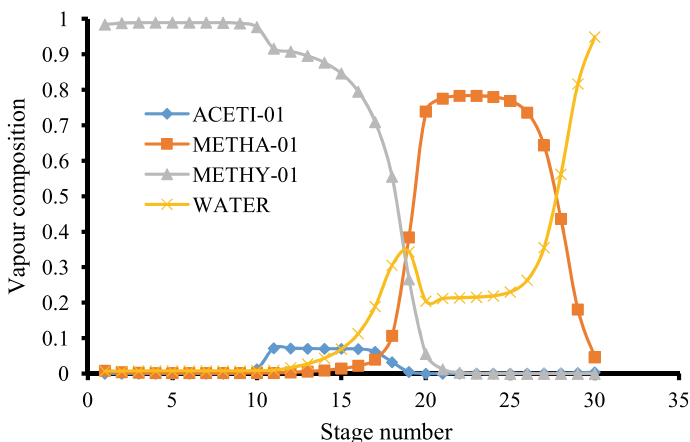 1
0.9
0.8
0.7
0.6
0.5
0.4
0.3
0.2
0.1
0
Vapour composition
ACETI-01
METHA-01
METHY-01
WATER
0 5 10 15 20 25 30 35
Stage number